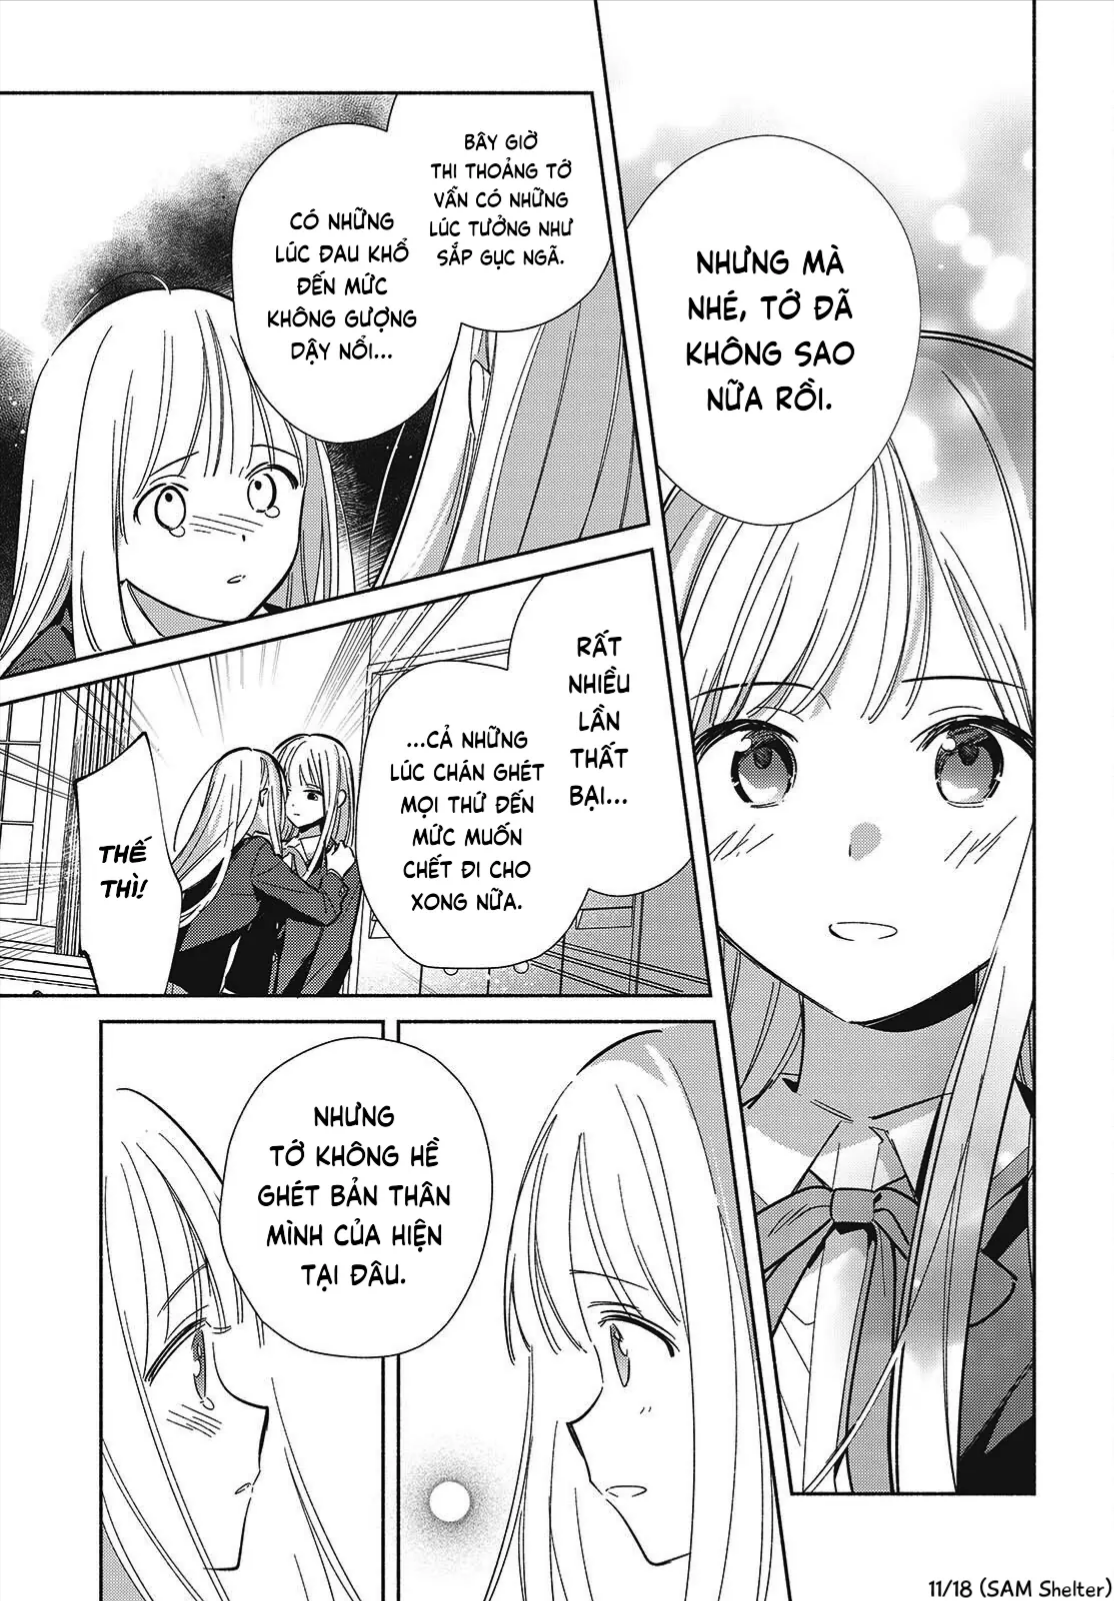 NHƯNG MÀ
NHÉ, TỚ ĐÃ
KHÔNG SAO
NỮA RỒI.
BÂY GIỜ
THI THOẢNG TỚ
VẪN CÓ NHỮNG
LÚC TƯỞNG NHƯ
SẮP GỤC NGÃ.
CÓ NHỮNG
LÚC ĐAU KHỔ
ĐẾN MỨC
KHÔNG GƯỢNG
DẬY NỔI...
RẤT
NHIỀU
LẦN
THẤT
BẠI...
...CẢ NHỮNG
LÚC CHÁN GHÉT
MỌI THỨ ĐẾN
MỨC MUỐN
CHẾT ĐI CHO
XONG NỮA.
THẾ
THÌ!
NHƯNG
TỚ KHÔNG HỀ
GHÉT BẢN THÂN
MÌNH CỦA HIỆN
TẠI ĐÂU.
11/18 (SAM Shelter)